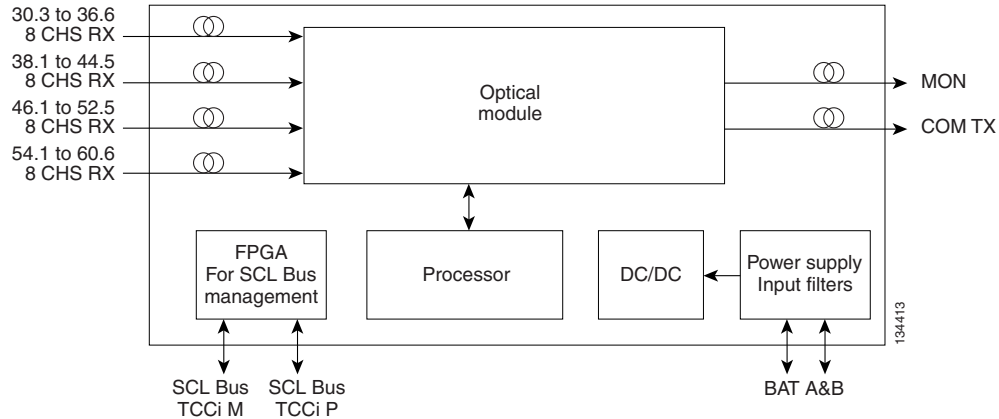 30.3 to 36.6
8 CHS RX
38.1 to 44.5
8 CHS RX
46.1 to 52.5
8 CHS RX
54.1 to 60.6
8 CHS RX
Optical
module
MON
COM TX
FPGA
For SCL Bus
management
Processor
DC/DC
Power supply
Input filters
134413
SCL Bus
TCCi M
SCL Bus
TCCi P
BAT A&B